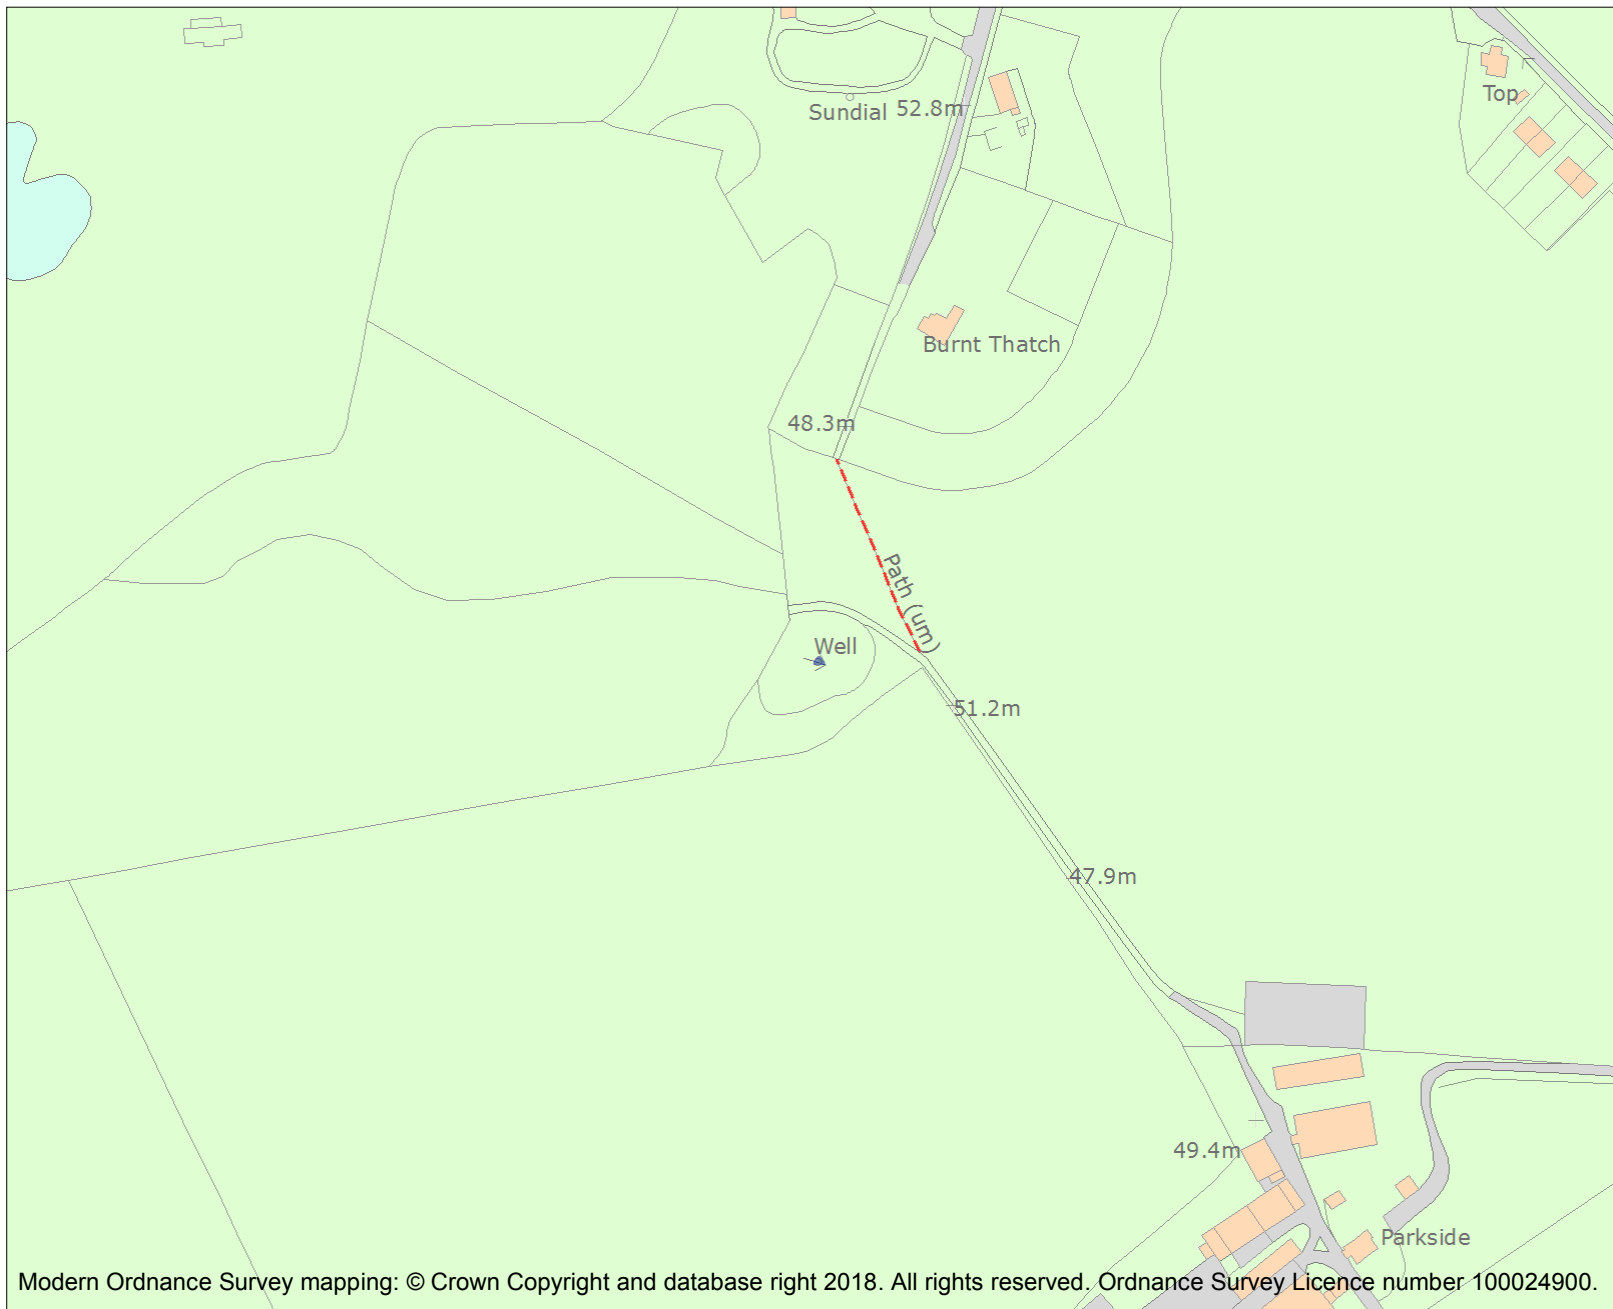 Top
Sundial
52.8m
Burnt Thatch
48.3m
Path (um)
Well
51.2m
47.9m
49.4m
Parkside
Modern Ordnance Survey mapping: © Crown Copyright and database right 2018. All rights reserved. Ordnance Survey Licence number 100024900.